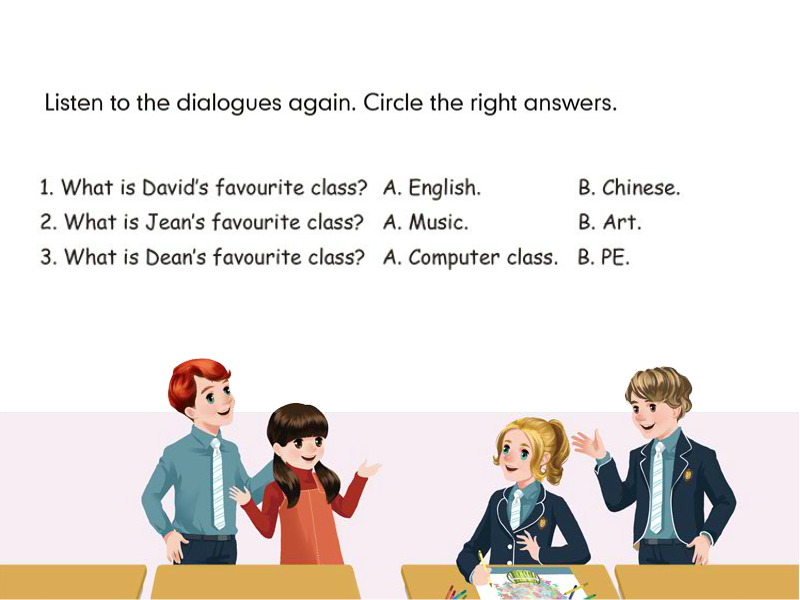 Listen to the dialogues again. Circle the right answers.
1. What is David's favourite class? A. English. B. Chinese.
2. What is Jean's favourite class? A. Music. B. Art.
3. What is Dean's favourite class? A. Computer class. B. PE.